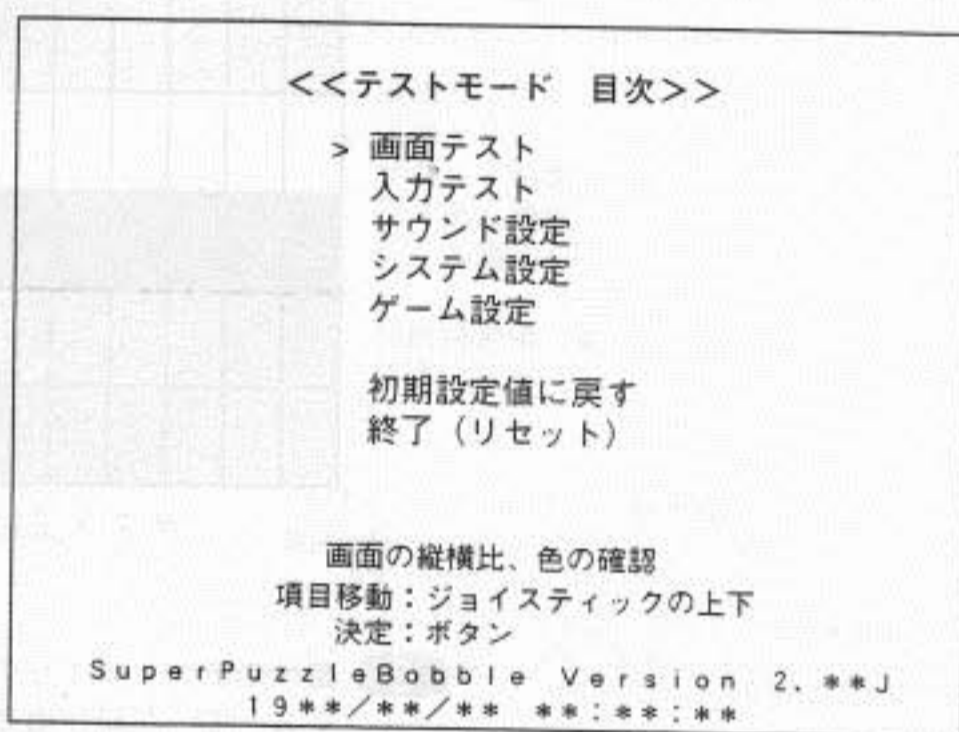 <<テストモード　目次>>
> 画面テスト
入力テスト
サウンド設定
システム設定
ゲーム設定
初期設定値に戻す
終了（リセット）
画面の縦横比、色の確認
項目移動：ジョイスティックの上下
決定：ボタン
SuperPuzzleBobble Version 2.**J
19**/**/** **:**:**